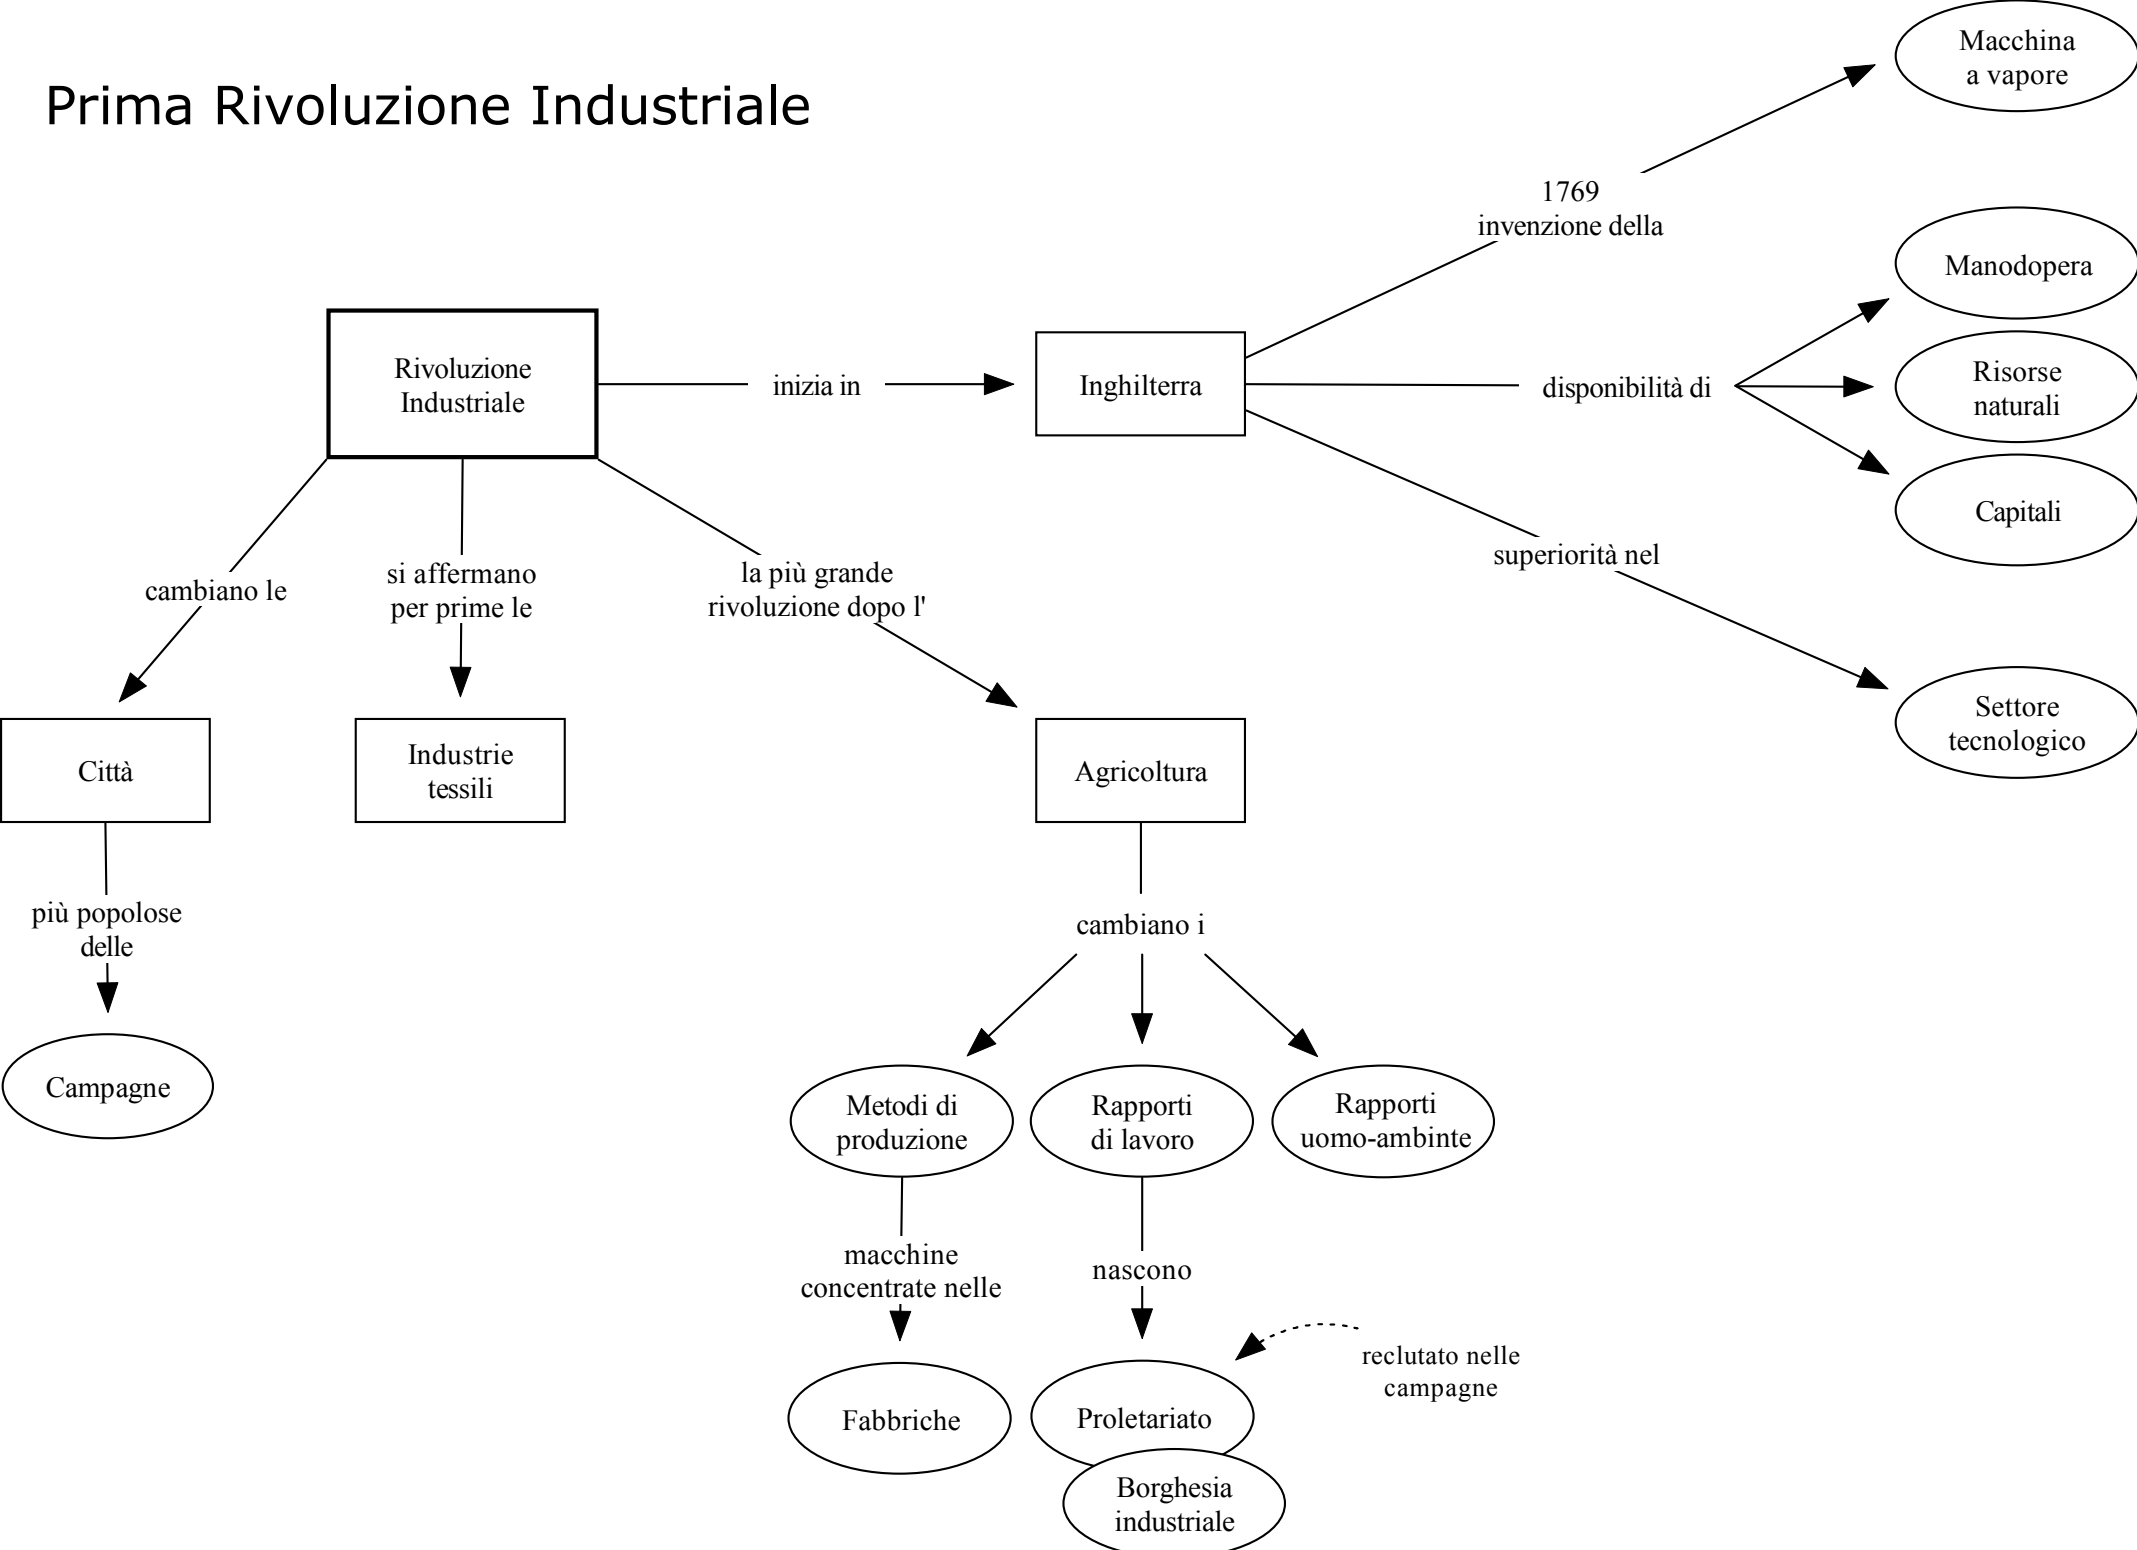 Prima Rivoluzione Industriale
Macchina
a vapore
1769
invenzione della
Manodopera
Rivoluzione
Industriale
inizia in
Inghilterra
disponibilità di
Risorse
naturali
Capitali
superiorità nel
cambiano le
si affermano
per prime le
la più grande
rivoluzione dopo l'
Settore
tecnologico
Città
Industrie
tessili
Agricoltura
più popolose
delle
cambiano i
Campagne
Metodi di
produzione
Rapporti
di lavoro
Rapporti
uomo-ambinte
macchine
concentrate nelle
nascono
reclutato nelle
campagne
Fabbriche
Proletariato
Borghesia
industriale